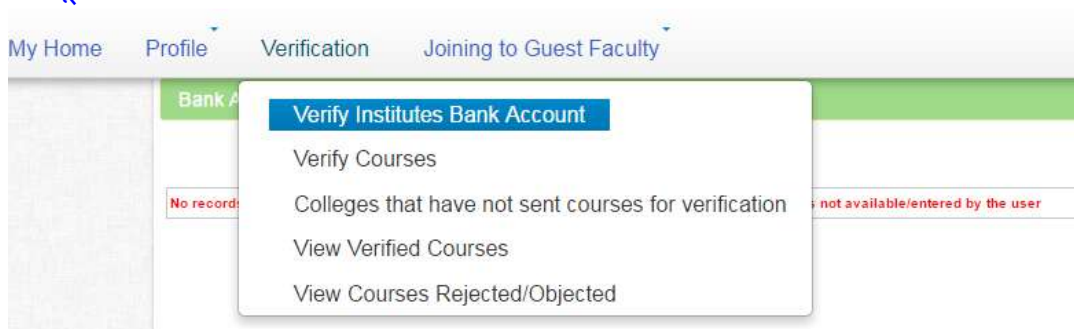 My Home Profile Verification Joining to Guest Faculty
Bank
Verify Institutes Bank Account
Verify Courses
No
Colleges that have not sent courses for verification
not available/entered by the user
View Verified Courses
View Courses Rejected/Objected